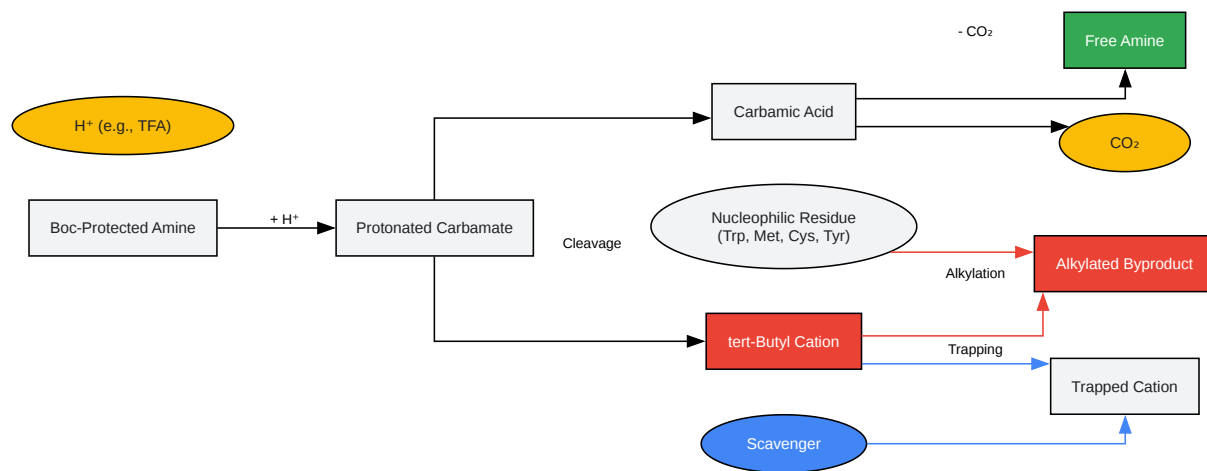 - CO₂
Free Amine
H⁺ (e.g., TFA)
Carbamic Acid
CO₂
Boc-Protected Amine
+ H⁺
Protonated Carbamate
Cleavage
Nucleophilic Residue
(Trp, Met, Cys, Tyr)
Alkylation
Alkylated Byproduct
tert-Butyl Cation
Trapping
Trapped Cation
Scavenger